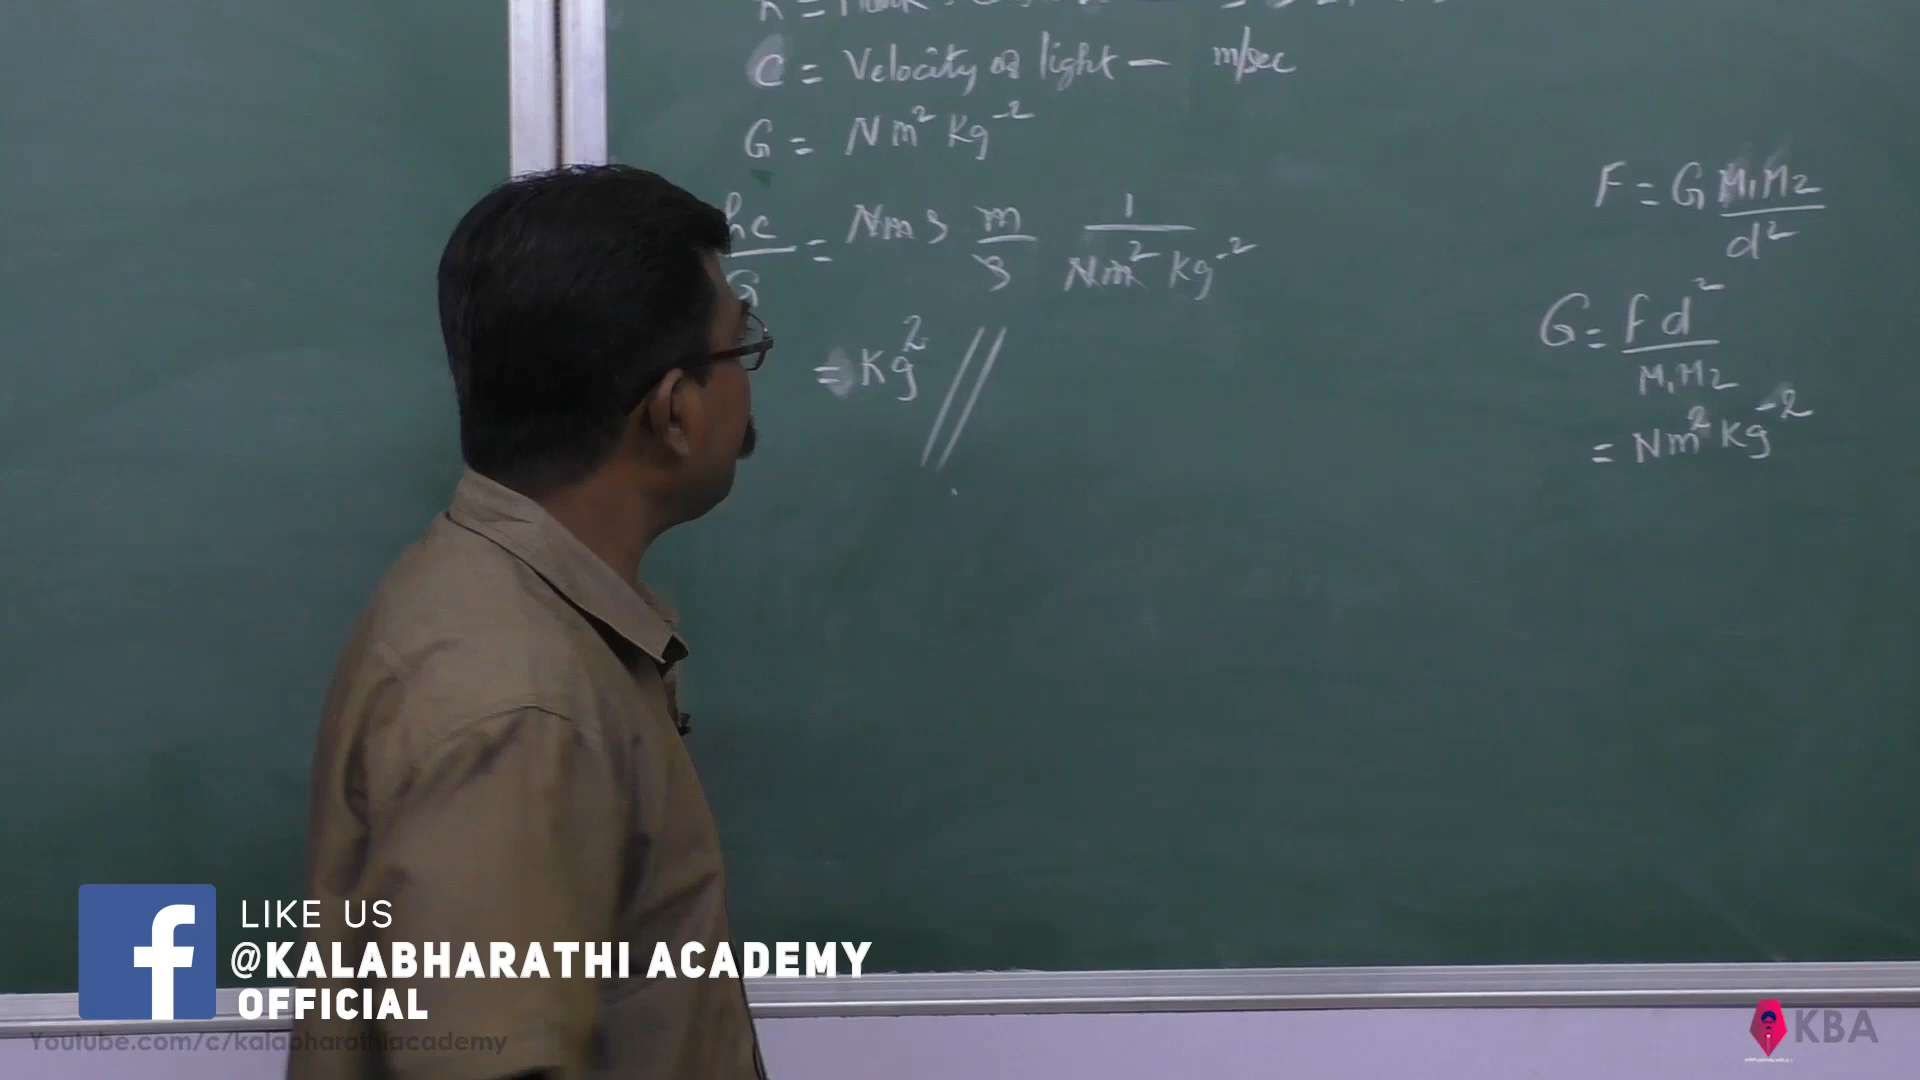 C = Velocity of light – m/sec
G = Nm² Kg⁻²
hc/G = Nms m/s 1/Nm² Kg⁻²
= Kg²
F = G M₁M₂/d²
G = Fd²/M₁M₂
= Nm² Kg⁻²
LIKE US
@KALABHARATHI ACADEMY
OFFICIAL
Youtube.com/c/kalabharathiacademy
KBA